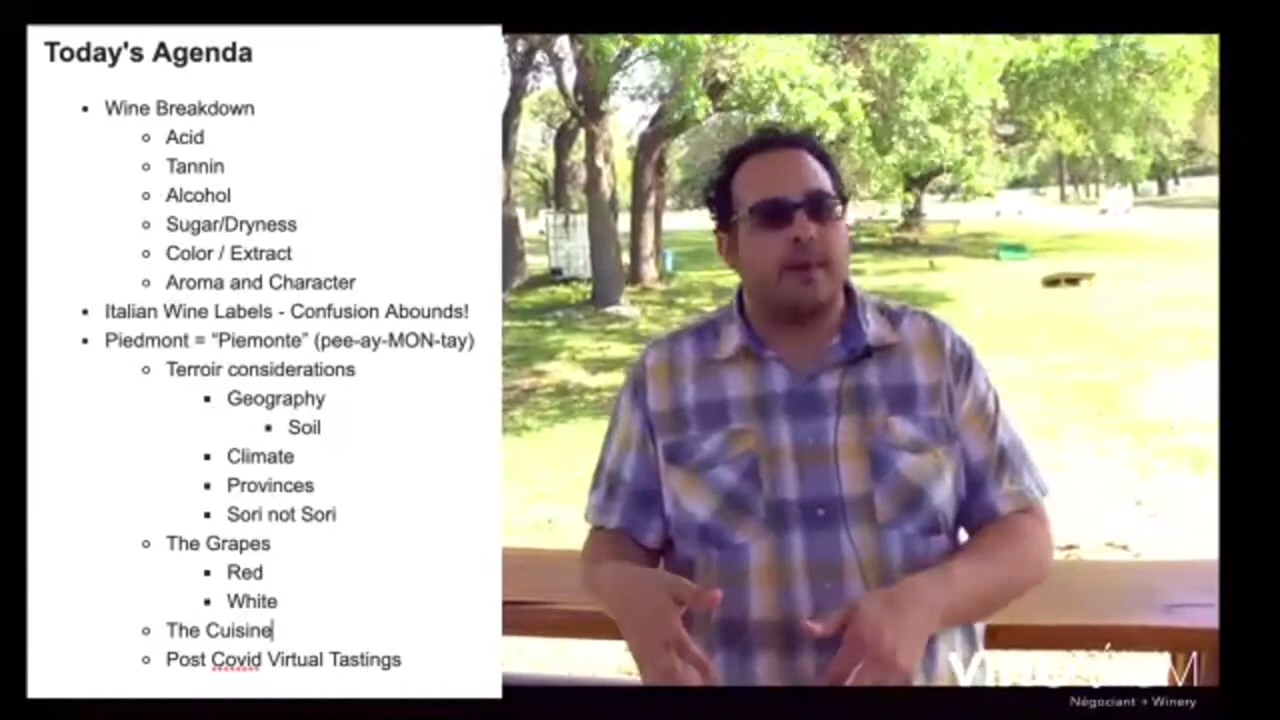 Today's Agenda
Wine Breakdown
Acid
Tannin
Alcohol
Sugar/Dryness
Color / Extract
Aroma and Character
Italian Wine Labels - Confusion Abounds!
Piedmont = “Piemonte” (pee-ay-MON-tay)
Terroir considerations
Geography
Soil
Climate
Provinces
Sori not Sori
The Grapes
Red
White
The Cuisine
Post Covid Virtual Tastings
Négociant + Winery